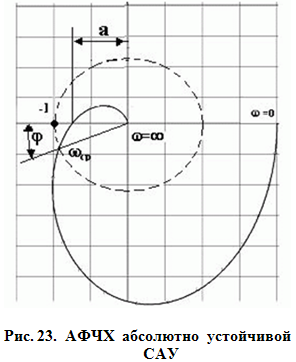 a
-1
ω=0
φ
ω=∞
ωср
Рис. 23. АФЧХ абсолютно устойчивой
САУ